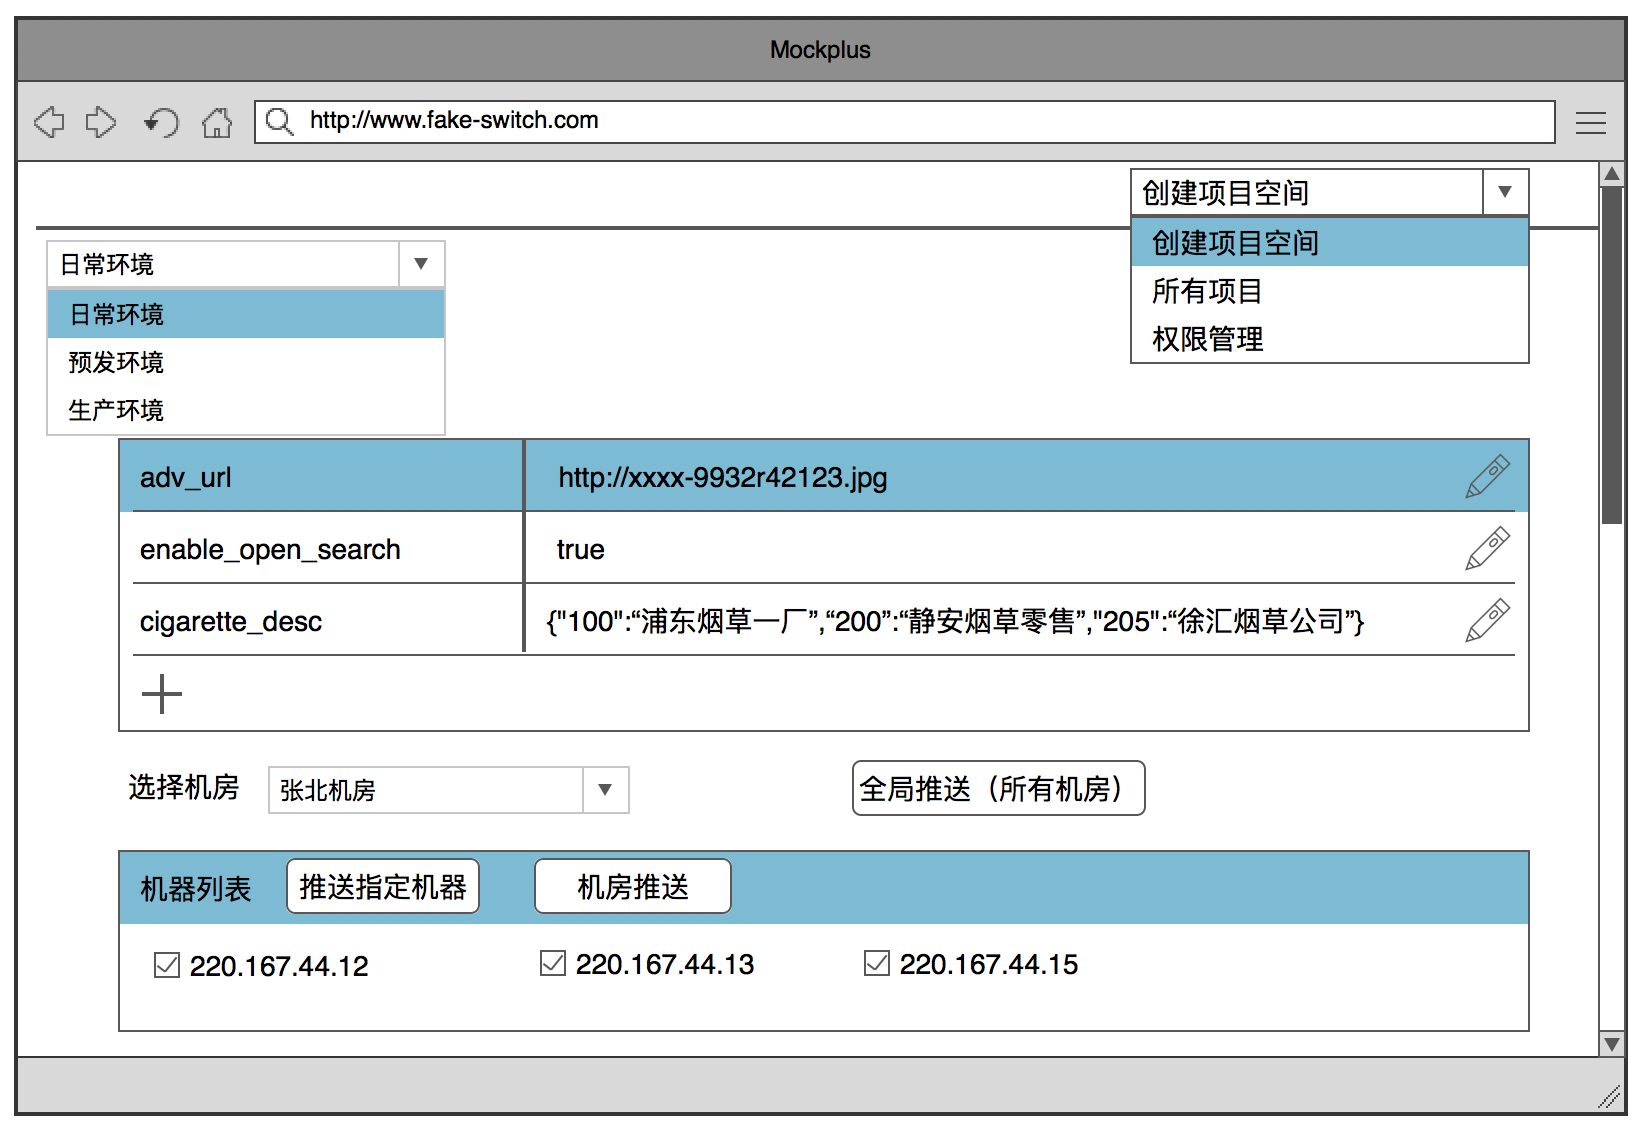 Mockplus
http://www.fake-switch.com
创建项目空间
创建项目空间
所有项目
权限管理
日常环境
日常环境
预发环境
生产环境
adv_url http://xxxx-9932r42123.jpg
enable_open_search true
cigarette_desc {"100":“浦东烟草一厂”,“200”:“静安烟草零售”,"205":“徐汇烟草公司”}
选择机房 张北机房 全局推送（所有机房）
机器列表 推送指定机器 机房推送
220.167.44.12 220.167.44.13 220.167.44.15